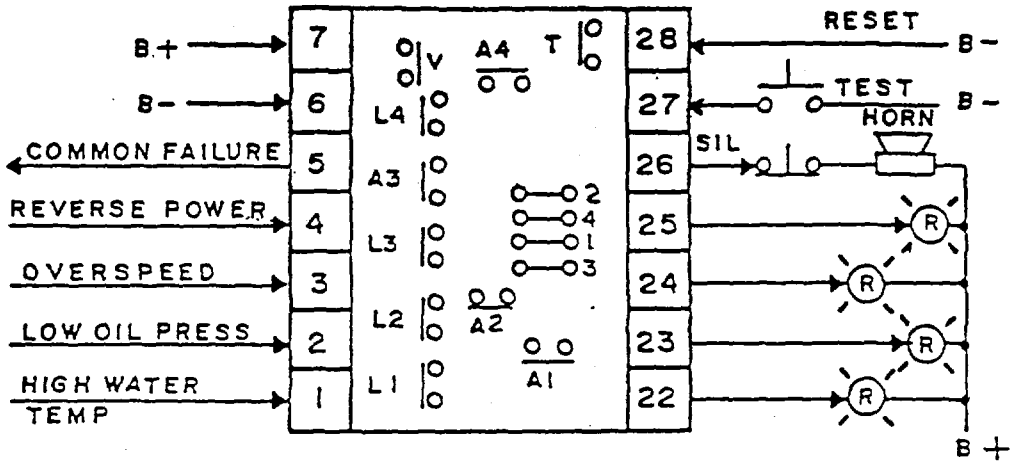 B+
7
B-
6
COMMON FAILURE
5
REVERSE POWER
4
OVERSPEED
3
LOW OIL PRESS
2
HIGH WATER
TEMP
1
V
A4
T
L4
A3
L3
L2
L1
2
4
1
3
A2
A1
28
RESET
B-
27
TEST
B-
HORN
26
SIL
25
R
24
R
23
R
22
R
B+